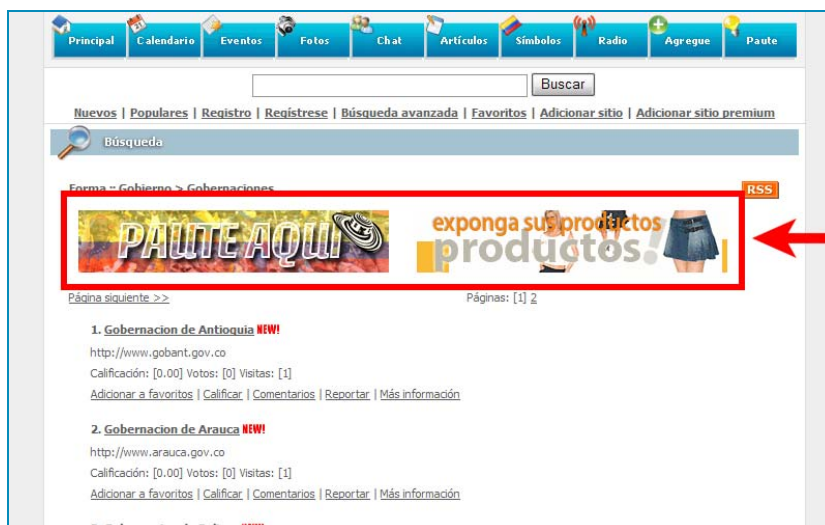 Principal Calendario Eventos Fotos Chat Artículos Símbolos Radio Agregue Paute
Buscar
Nuevos | Populares | Registro | Regístrese | Búsqueda avanzada | Favoritos | Adicionar sitio | Adicionar sitio premium
Búsqueda
Forma :: Gobierno > Gobernaciones RSS
PAUTE AQUI exponga sus productos
productos!
Página siguiente >> Páginas: [1] 2
1. Gobernacion de Antioquia NEW!
http://www.gobant.gov.co
Calificación: [0.00] Votos: [0] Visitas: [1]
Adicionar a favoritos | Calificar | Comentarios | Reportar | Más información
2. Gobernacion de Arauca NEW!
http://www.arauca.gov.co
Calificación: [0.00] Votos: [0] Visitas: [1]
Adicionar a favoritos | Calificar | Comentarios | Reportar | Más información